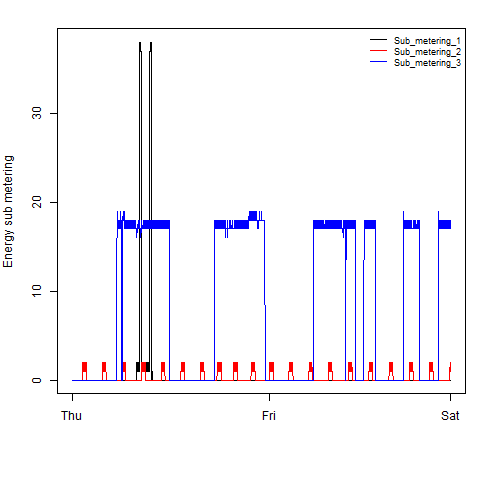 Sub_metering_1
Sub_metering_2
Sub_metering_3
Energy sub metering
30
20
10
0
Thu Fri Sat